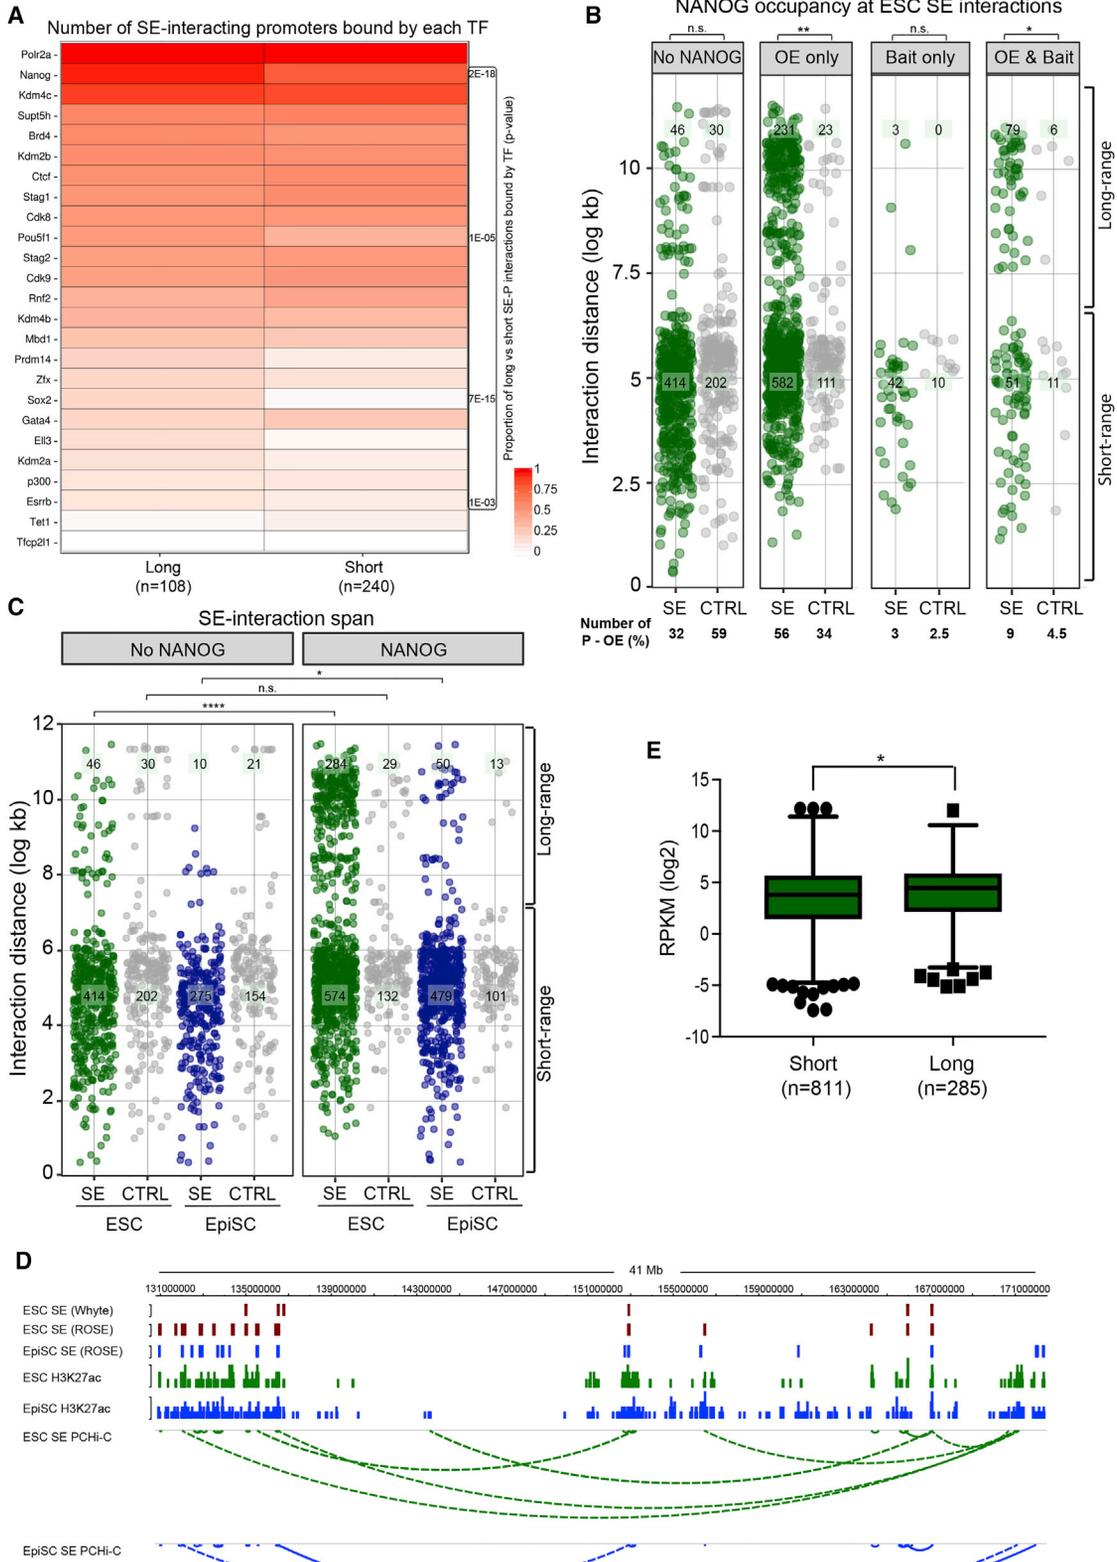 A
Number of SE-interacting promoters bound by each TF
Polr2a
Nanog
Kdm4c
Supt5h
Brd4
Kdm2b
Ctcf
Stag1
Cdk8
Pou5f1
Stag2
Cdk9
Rnf2
Kdm4b
Mbd1
Prdm14
Zfx
Sox2
Gata4
Ell3
Kdm2a
p300
Esrrb
Tet1
Tfcp2l1
2E-18
1E-05
7E-15
1E-03
Proportion of long vs short SE-P interactions bound by TF (p-value)
1
0.75
0.5
0.25
0
Long Short
(n=108) (n=240)
B
NANOG occupancy at ESC SE interactions
n.s. ** n.s. *
No NANOG OE only Bait only OE & Bait
Interaction distance (log kb)
10
7.5
5
2.5
0
46 30 231 23 3 0 79 6
414 202 582 111 42 10 51 11
Long-range
Short-range
SE CTRL SE CTRL SE CTRL SE CTRL
Number of
P - OE (%)
32 59 56 34 3 2.5 9 4.5
C
SE-interaction span
No NANOG NANOG
*
n.s.
****
Interaction distance (log kb)
12
10
8
6
4
2
0
46 30 10 21 284 29 50 13
414 202 275 154 574 132 479 101
Long-range
Short-range
SE CTRL SE CTRL SE CTRL SE CTRL
ESC EpiSC ESC EpiSC
E
*
RPKM (log2)
15
10
5
0
-5
-10
Short Long
(n=811) (n=285)
D
41 Mb
131000000 135000000 139000000 143000000 147000000 151000000 155000000 159000000 163000000 167000000 171000000
ESC SE (Whyte)
ESC SE (ROSE)
EpiSC SE (ROSE)
ESC H3K27ac
EpiSC H3K27ac
ESC SE PCHi-C
EpiSC SE PCHi-C